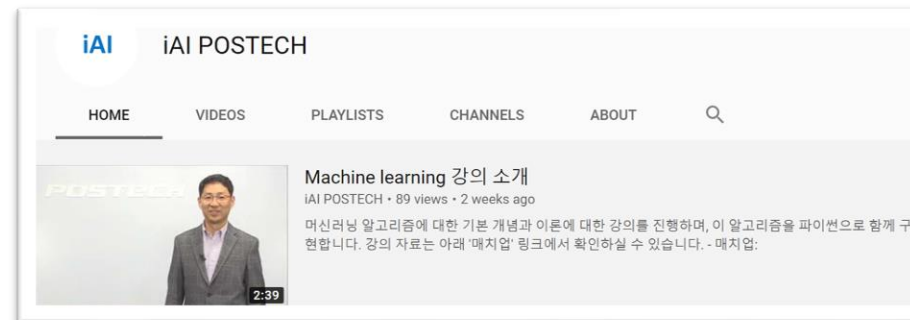 iAI
iAI POSTECH
HOME VIDEOS PLAYLISTS CHANNELS ABOUT
POSTECH
2:39
Machine learning 강의 소개
iAI POSTECH • 89 views • 2 weeks ago
머신러닝 알고리즘에 대한 기본 개념과 이론에 대한 강의를 진행하며, 이 알고리즘을 파이썬으로 함께 구
현합니다. 강의 자료는 아래 '매치업' 링크에서 확인하실 수 있습니다. - 매치업: